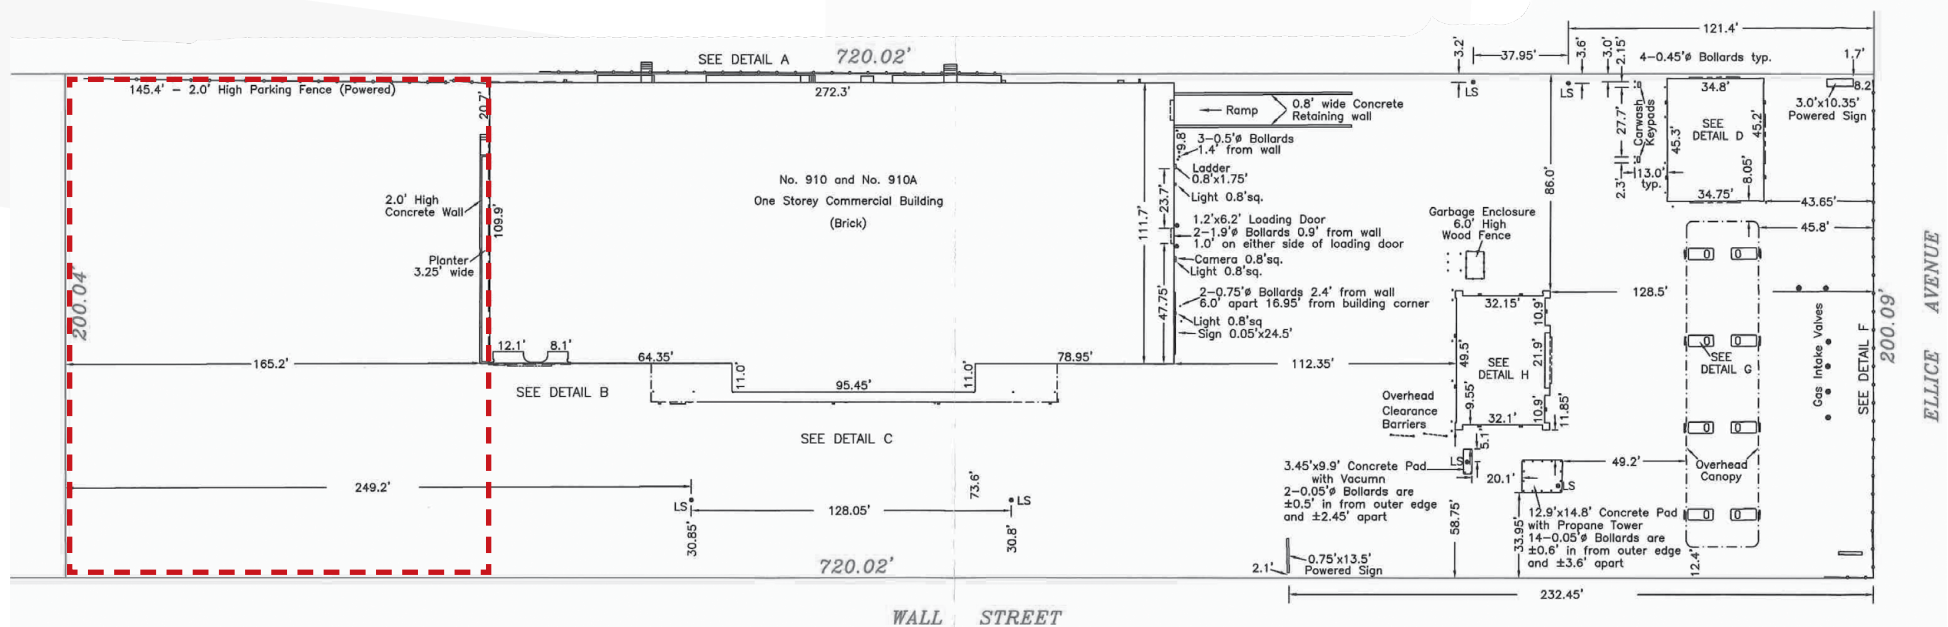 SEE DETAIL A
720.02'
145.4' – 2.0' High Parking Fence (Powered)
272.3'
20.7'
2.0' High
Concrete Wall
109.9'
Planter
3.25' wide
200.04'
165.2'
12.1'
8.1'
SEE DETAIL B
64.35'
11.0'
95.45'
11.0'
78.95'
No. 910 and No. 910A
One Storey Commercial Building
(Brick)
SEE DETAIL C
249.2'
LS
128.05'
LS
73.6'
30.85'
30.8'
720.02'
WALL STREET
111.7'
Ramp
0.8' wide Concrete
Retaining wall
9.8'
3–0.5'ø Bollards
1.4' from wall
Ladder
0.8'x1.75'
Light 0.8'sq.
23.7'
1.2'x6.2' Loading Door
2–1.9'ø Bollards 0.9' from wall
1.0' on either side of loading door
Camera 0.8'sq.
Light 0.8'sq.
47.75'
2–0.75'ø Bollards 2.4' from wall
6.0' apart 16.95' from building corner
Light 0.8'sq
Sign 0.05'x24.5'
112.35'
121.4'
3.2'
37.95'
3.6'
3.0'
2.15'
4–0.45'ø Bollards typ.
1.7'
LS
LS
86.0'
27.7'
Carwash
Keypads
2.3'
13.0'
typ.
34.8'
SEE
DETAIL D
45.3'
45.2'
8.05'
34.75'
8.2'
3.0'x10.35'
Powered Sign
43.65'
45.8'
Garbage Enclosure
6.0' High
Wood Fence
128.5'
32.15'
10.9'
49.5'
21.9'
SEE
DETAIL H
9.55'
10.9'
11.85'
32.1'
Overhead
Clearance
Barriers
5.1'
LS
3.45'x9.9' Concrete Pad
with Vacumn
2–0.05'ø Bollards are
±0.5' in from outer edge
and ±2.45' apart
20.1'
49.2'
LS
12.9'x14.8' Concrete Pad
with Propane Tower
14–0.05'ø Bollards are
±0.6' in from outer edge
and ±3.6' apart
58.75'
33.95'
2.1'
0.75'x13.5'
Powered Sign
232.45'
SEE
DETAIL G
Overhead
Canopy
12.4'
Gas Intake Valves
SEE DETAIL F
200.09'
ELLICE AVENUE